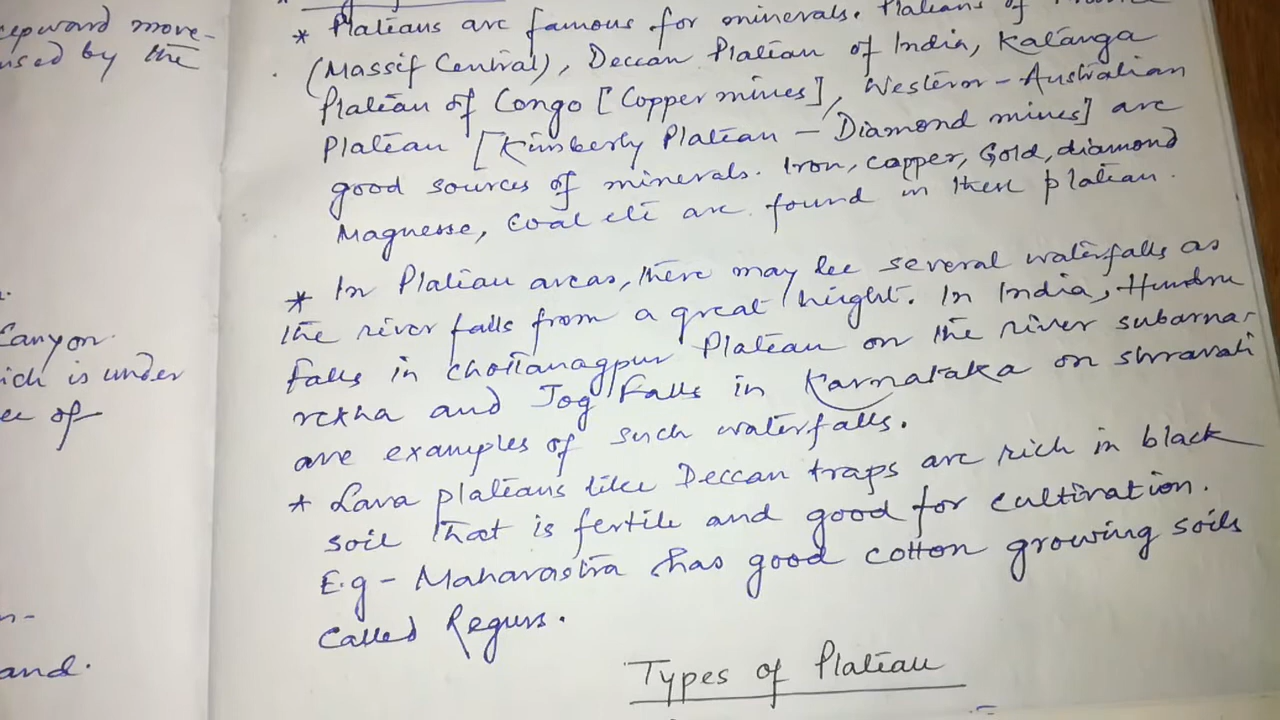 cepward move-
used by the
Canyon.
ich is under
ee of
n-
and.
* Plateaus are famous for minerals. Plateaus of
(Massif Central), Deccan Plateau of India, Katanga
Plateau of Congo [Copper mines], Western-Australian
Plateau [Kimberly Plateau - Diamond mines] are
good sources of minerals. Iron, copper, Gold, diamond
Magnesse, Coal etc are found in these plateau.
* In Plateau areas, there may be several waterfalls as
the river falls from a great hight. In India, Hundru
falls in chottanagpur Plateau on the river subarna-
rekha and Jog Falls in Karnataka on shravati
are examples of such waterfalls.
* Lava plateaus like Deccan traps are rich in black
soil that is fertile and good for cultivation.
E.g - Maharastra has good cotton growing soils
called Regurs.
Types of Plateau